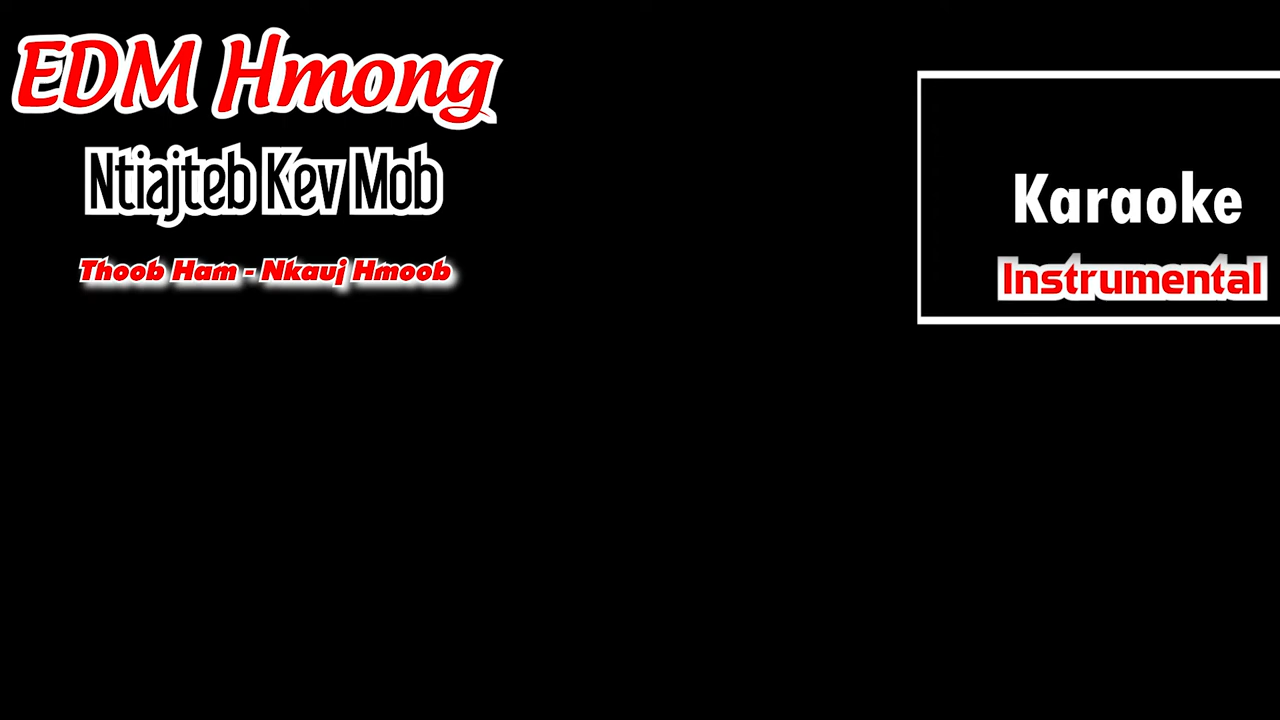 EDM Hmong
Ntiajteb Kev Mob
Thoob Ham - Nkauj Hmoob
Karaoke
Instrumental